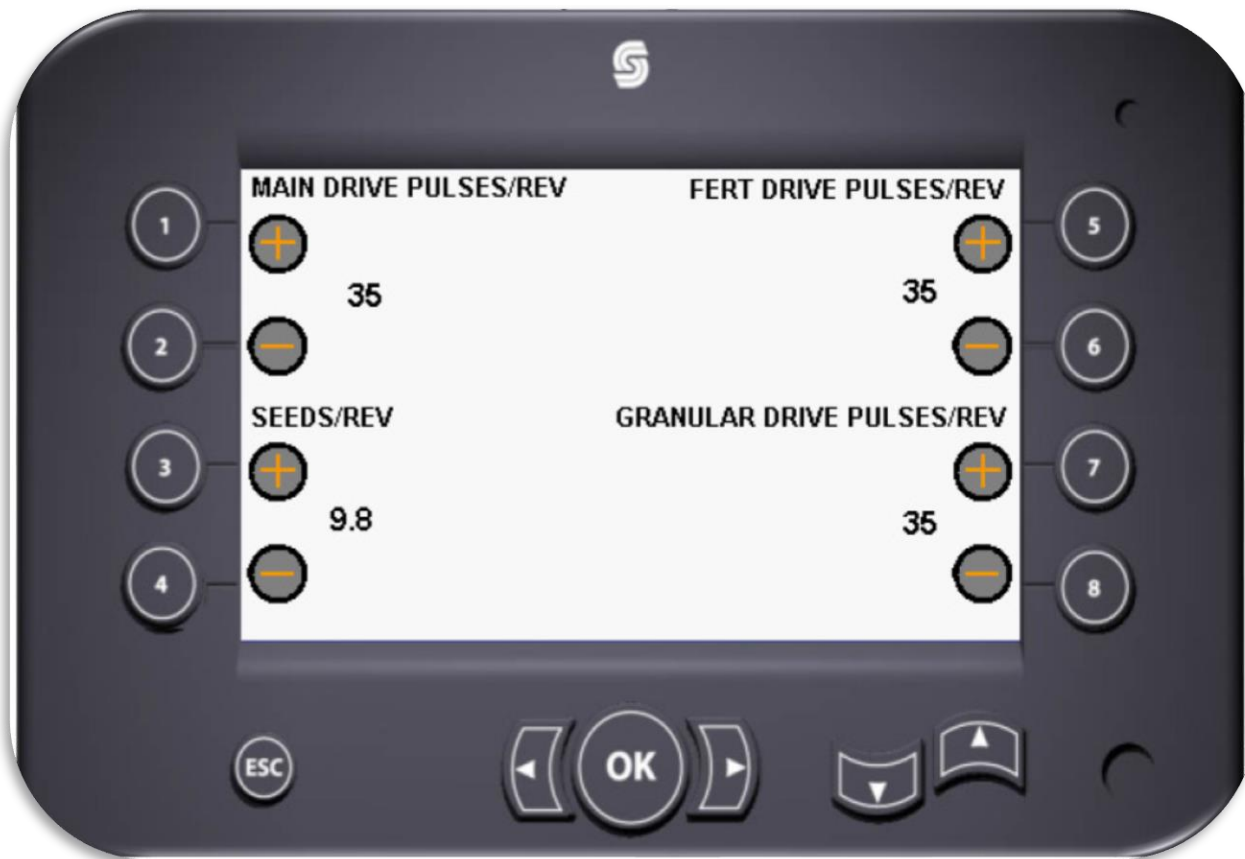 MAIN DRIVE PULSES/REV
FERT DRIVE PULSES/REV
1
5
35
35
2
6
SEEDS/REV
GRANULAR DRIVE PULSES/REV
3
7
9.8
35
4
8
ESC
OK